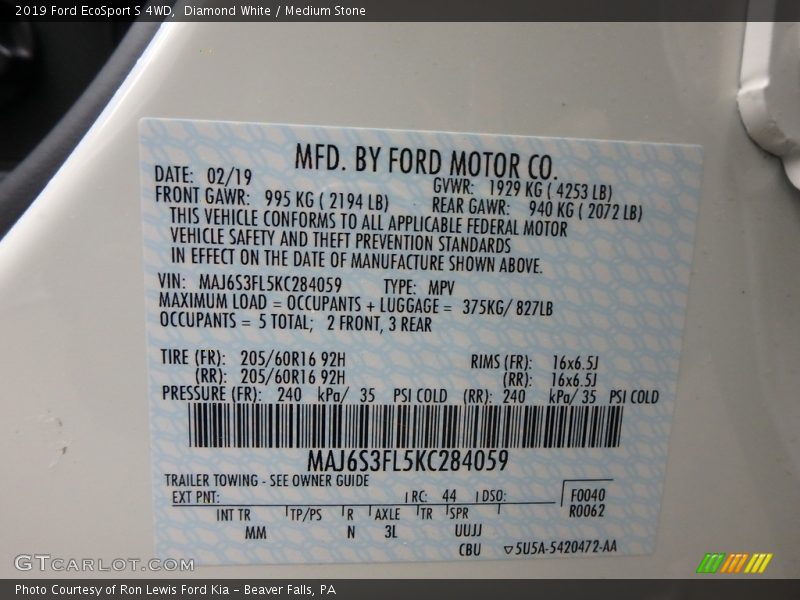 2019 Ford EcoSport S 4WD,  Diamond White / Medium Stone
MFD. BY FORD MOTOR CO.
DATE: 02/19 GVWR: 1929 KG ( 4253 LB)
FRONT GAWR: 995 KG ( 2194 LB) REAR GAWR: 940 KG ( 2072 LB)
THIS VEHICLE CONFORMS TO ALL APPLICABLE FEDERAL MOTOR
VEHICLE SAFETY AND THEFT PREVENTION STANDARDS
IN EFFECT ON THE DATE OF MANUFACTURE SHOWN ABOVE.
VIN: MAJ6S3FL5KC284059 TYPE: MPV
MAXIMUM LOAD = OCCUPANTS + LUGGAGE = 375KG/ 827LB
OCCUPANTS = 5 TOTAL; 2 FRONT, 3 REAR
TIRE (FR): 205/60R16 92H RIMS (FR): 16x6.5J
(RR): 205/60R16 92H (RR): 16x6.5J
PRESSURE (FR): 240 kPa/ 35 PSI COLD (RR): 240 kPa/ 35 PSI COLD
MAJ6S3FL5KC284059
TRAILER TOWING - SEE OWNER GUIDE
EXT PNT: RC: 44 DSO: F0040
R0062
INT TR TP/PS R AXLE TR SPR
MM N 3L UUJJ
CBU ▽5U5A-5420472-AA
GTCARLOT.COM
Photo Courtesy of Ron Lewis Ford Kia - Beaver Falls, PA